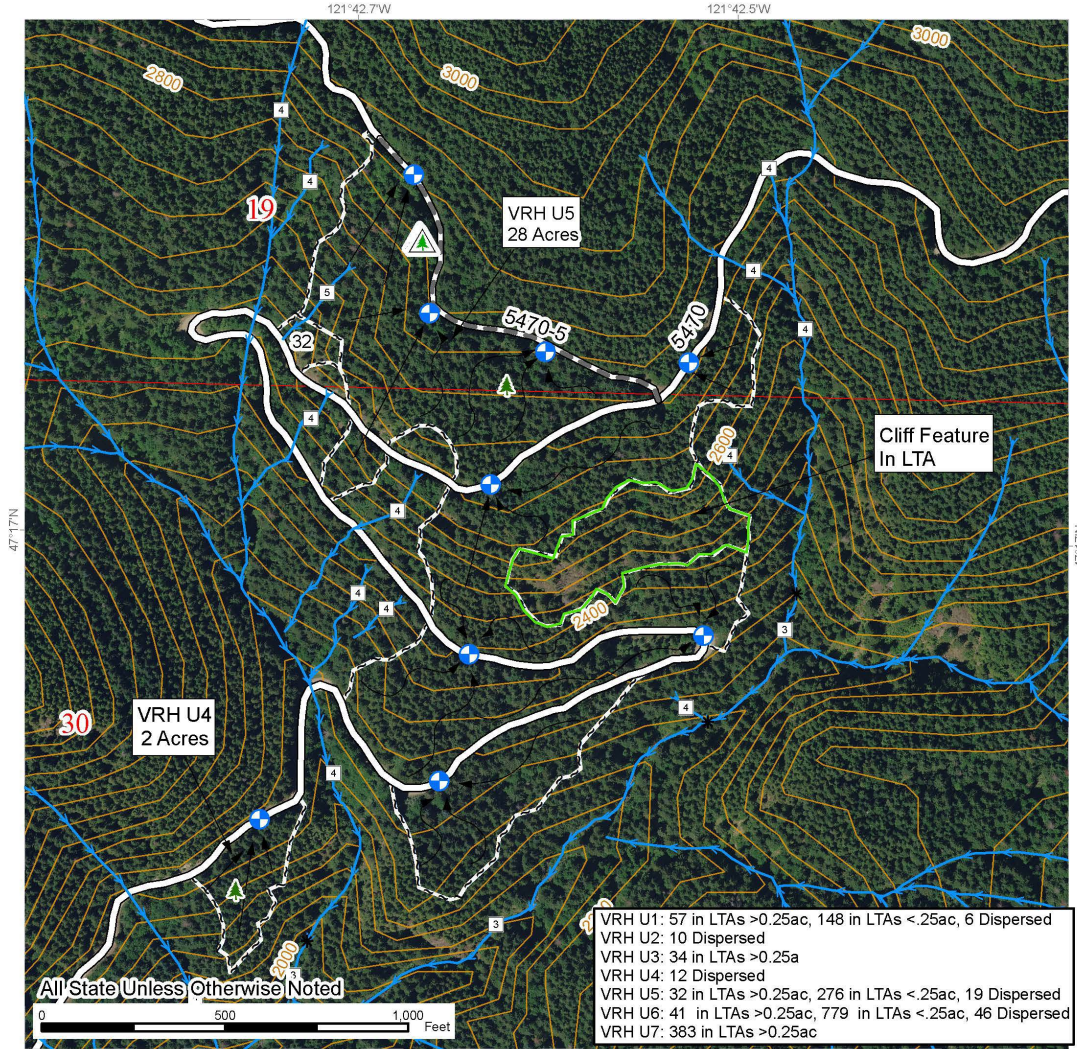 121°42.7'W
121°42.5'W
3000
2800
3000
4
4
4
19
4
VRH U5
28 Acres
4
5
5470-5
5470
4
32
4
Cliff Feature
In LTA
2600
4
4
47°17'N
4
4
2400
3
4
30
VRH U4
2 Acres
4
3
2000
3
VRH U1: 57 in LTAs >0.25ac, 148 in LTAs <.25ac, 6 Dispersed
VRH U2: 10 Dispersed
VRH U3: 34 in LTAs >0.25a
VRH U4: 12 Dispersed
VRH U5: 32 in LTAs >0.25ac, 276 in LTAs <.25ac, 19 Dispersed
VRH U6: 41 in LTAs >0.25ac, 779 in LTAs <.25ac, 46 Dispersed
VRH U7: 383 in LTAs >0.25ac
All State Unless Otherwise Noted
0 500 1,000
Feet